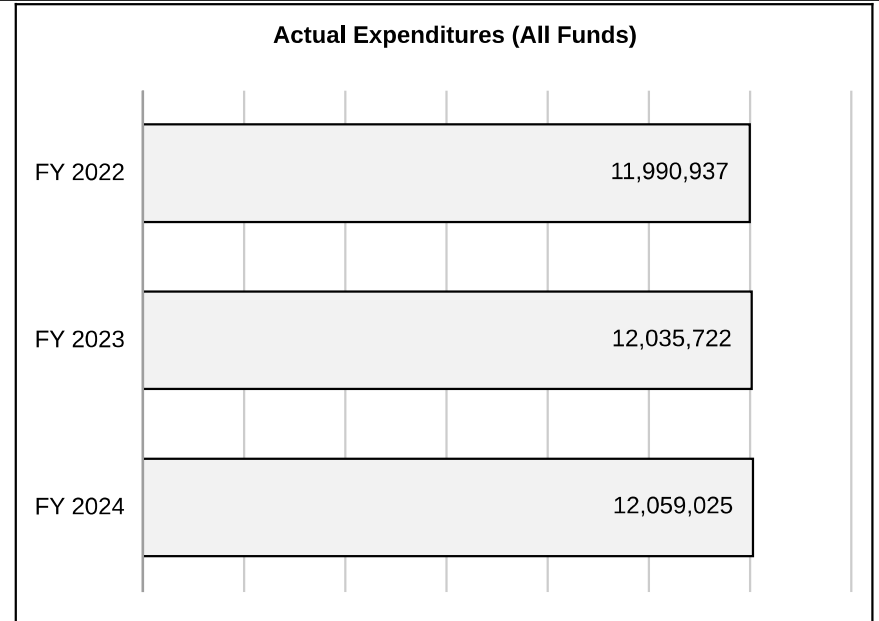 Actual Expenditures (All Funds)
FY 2022 11,990,937
FY 2023 12,035,722
FY 2024 12,059,025